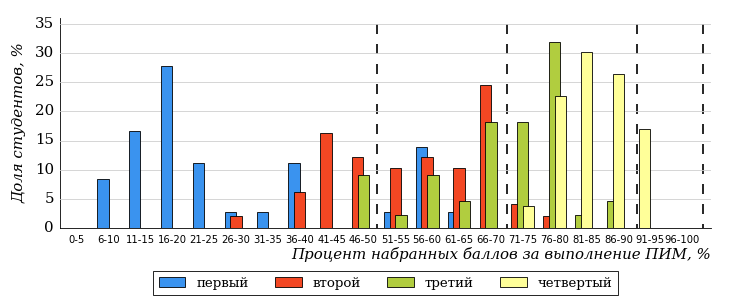 Доля студентов, %
35
30
25
20
15
10
5
0
0-5 6-10 11-15 16-20 21-25 26-30 31-35 36-40 41-45 46-50 51-55 56-60 61-65 66-70 71-75 76-80 81-85 86-90 91-95 96-100
Процент набранных баллов за выполнение ПИМ, %
первый второй третий четвертый